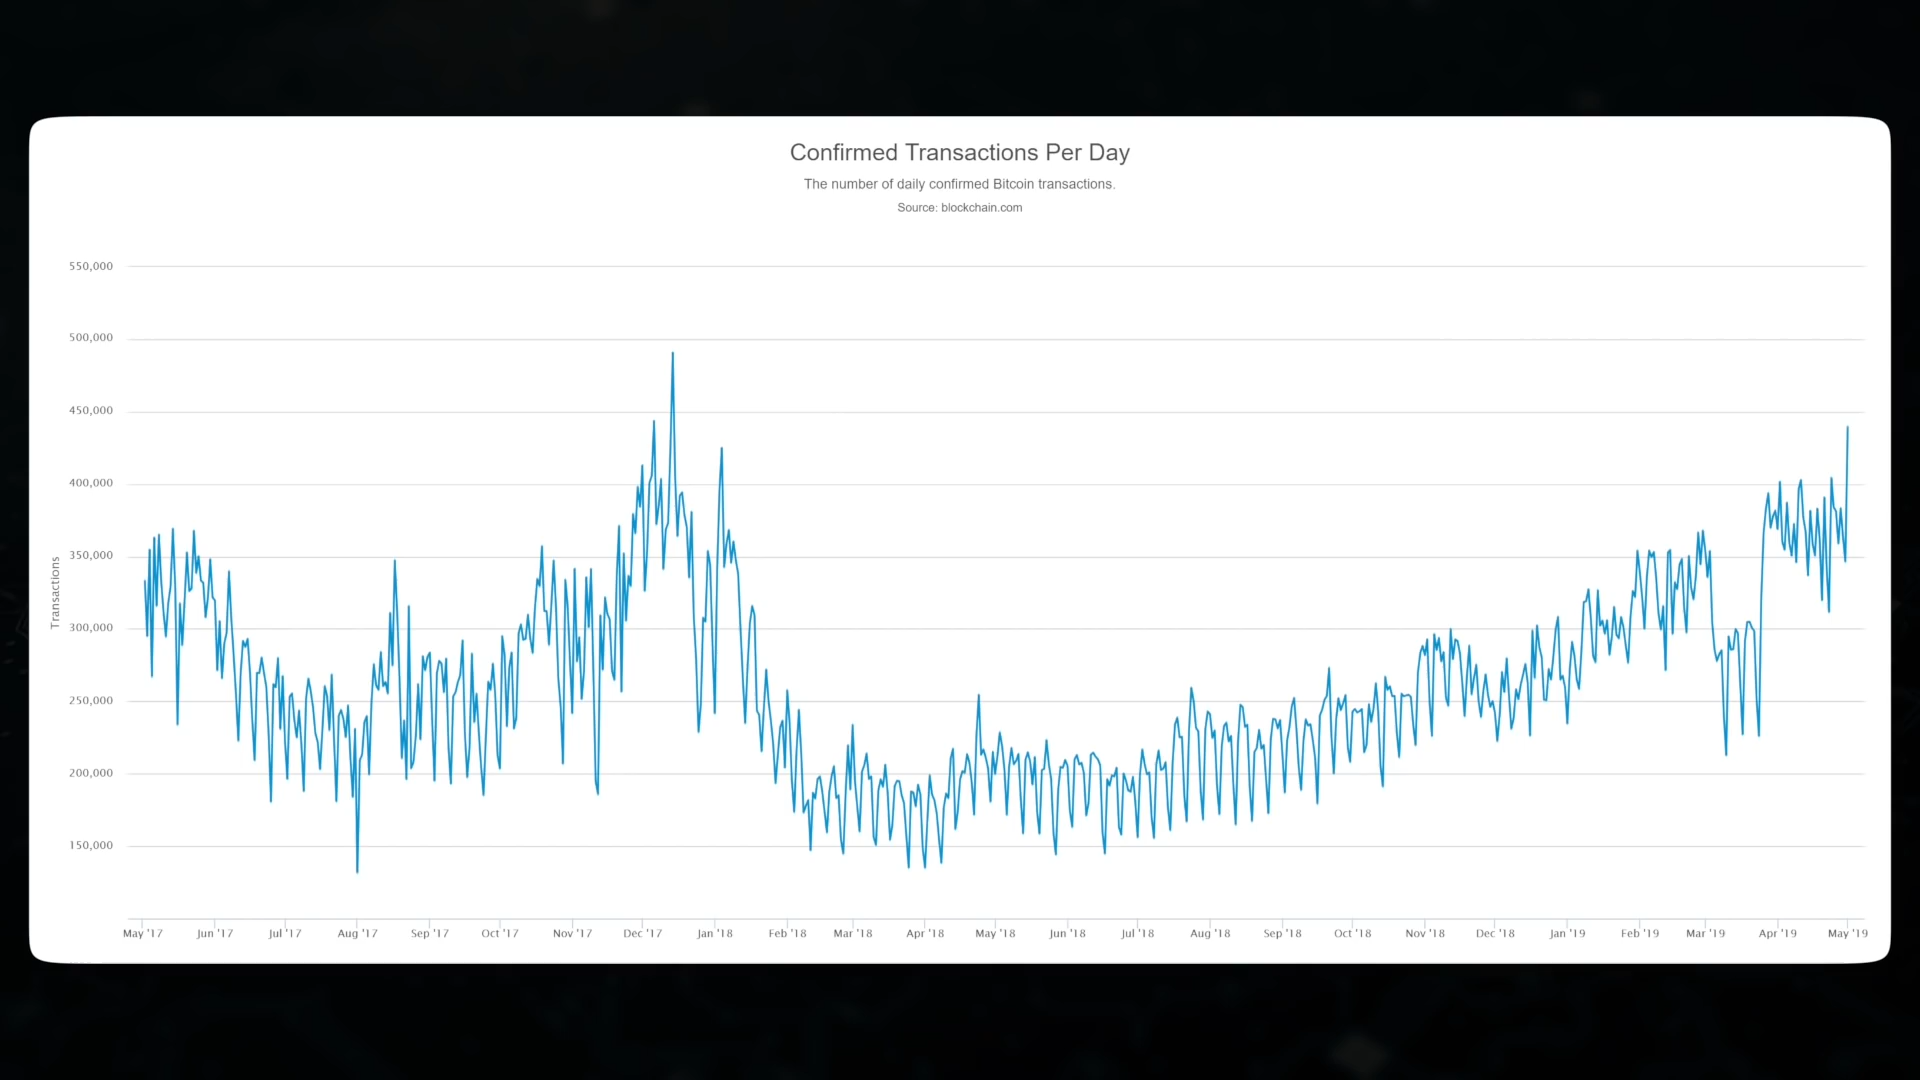 Confirmed Transactions Per Day
The number of daily confirmed Bitcoin transactions.
Source: blockchain.com
550,000
500,000
450,000
400,000
350,000
300,000
250,000
200,000
150,000
Transactions
May '17 Jun '17 Jul '17 Aug '17 Sep '17 Oct '17 Nov '17 Dec '17 Jan '18 Feb '18 Mar '18 Apr '18 May '18 Jun '18 Jul '18 Aug '18 Sep '18 Oct '18 Nov '18 Dec '18 Jan '19 Feb '19 Mar '19 Apr '19 May '19